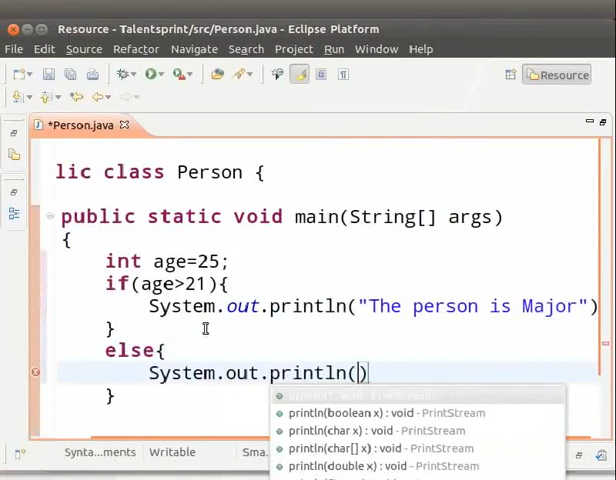 Resource - Talentsprint/src/Person.java - Eclipse Platform
File Edit Source Refactor Navigate Search Project Run Window Help
Resource
*Person.java
lic class Person {
public static void main(String[] args)
{
int age=25;
if(age>21){
System.out.println("The person is Major")
}
else{
System.out.println()
}
println(boolean x) : void - PrintStream
println(char x) : void - PrintStream
println(char[] x) : void - PrintStream
println(double x) : void - PrintStream
Synta...ments Writable